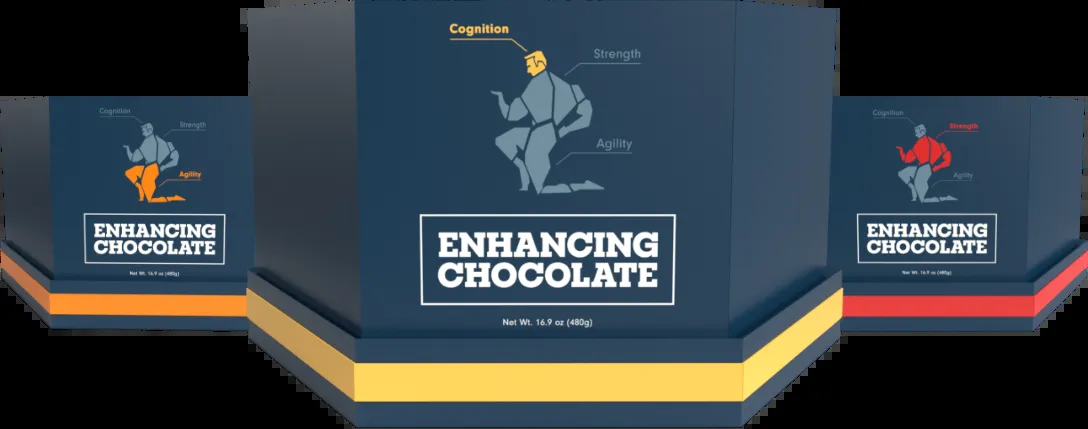 Cognition
Strength
Agility
ENHANCING
CHOCOLATE
Net Wt. 16.9 oz (480g)
Cognition
Strength
Agility
ENHANCING
CHOCOLATE
Net Wt. 16.9 oz (480g)
Cognition
Strength
Agility
ENHANCING
CHOCOLATE
Net Wt. 16.9 oz (480g)